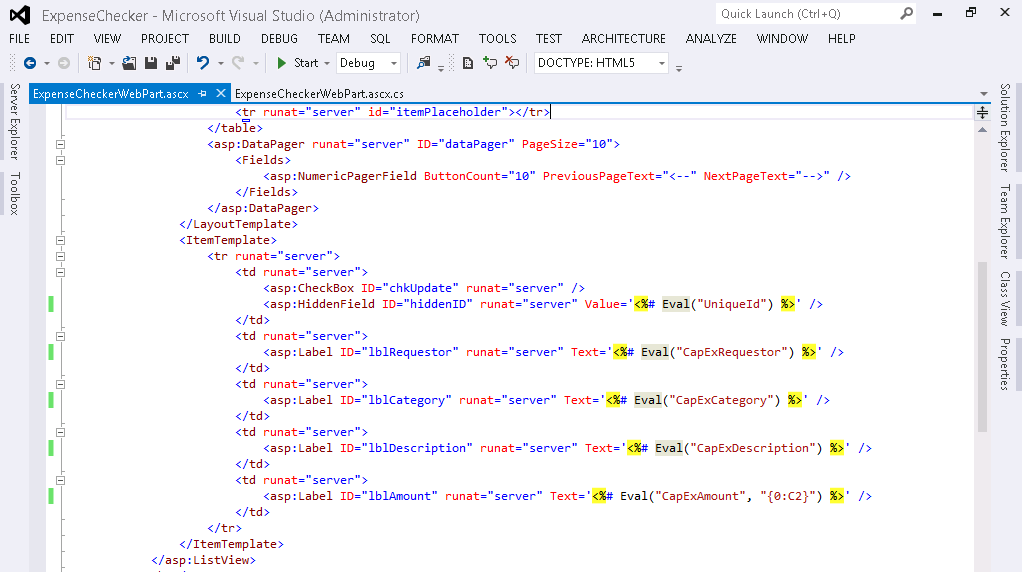 ExpenseChecker - Microsoft Visual Studio (Administrator)
Quick Launch (Ctrl+Q)
FILE EDIT VIEW PROJECT BUILD DEBUG TEAM SQL FORMAT TOOLS TEST ARCHITECTURE ANALYZE WINDOW HELP
Start Debug DOCTYPE: HTML5
Server Explorer
Toolbox
ExpenseCheckerWebPart.ascx ExpenseCheckerWebPart.ascx.cs
<tr runat="server" id="itemPlaceholder"></tr>
</table>
<asp:DataPager runat="server" ID="dataPager" PageSize="10">
<Fields>
<asp:NumericPagerField ButtonCount="10" PreviousPageText="<--" NextPageText="-->" />
</Fields>
</asp:DataPager>
</LayoutTemplate>
<ItemTemplate>
<tr runat="server">
<td runat="server">
<asp:CheckBox ID="chkUpdate" runat="server" />
<asp:HiddenField ID="hiddenID" runat="server" Value='<%# Eval("UniqueId") %>' />
</td>
<td runat="server">
<asp:Label ID="lblRequestor" runat="server" Text='<%# Eval("CapExRequestor") %>' />
</td>
<td runat="server">
<asp:Label ID="lblCategory" runat="server" Text='<%# Eval("CapExCategory") %>' />
</td>
<td runat="server">
<asp:Label ID="lblDescription" runat="server" Text='<%# Eval("CapExDescription") %>' />
</td>
<td runat="server">
<asp:Label ID="lblAmount" runat="server" Text='<%# Eval("CapExAmount", "{0:C2}") %>' />
</td>
</tr>
</ItemTemplate>
</asp:ListView>
Solution Explorer
Team Explorer
Class View
Properties